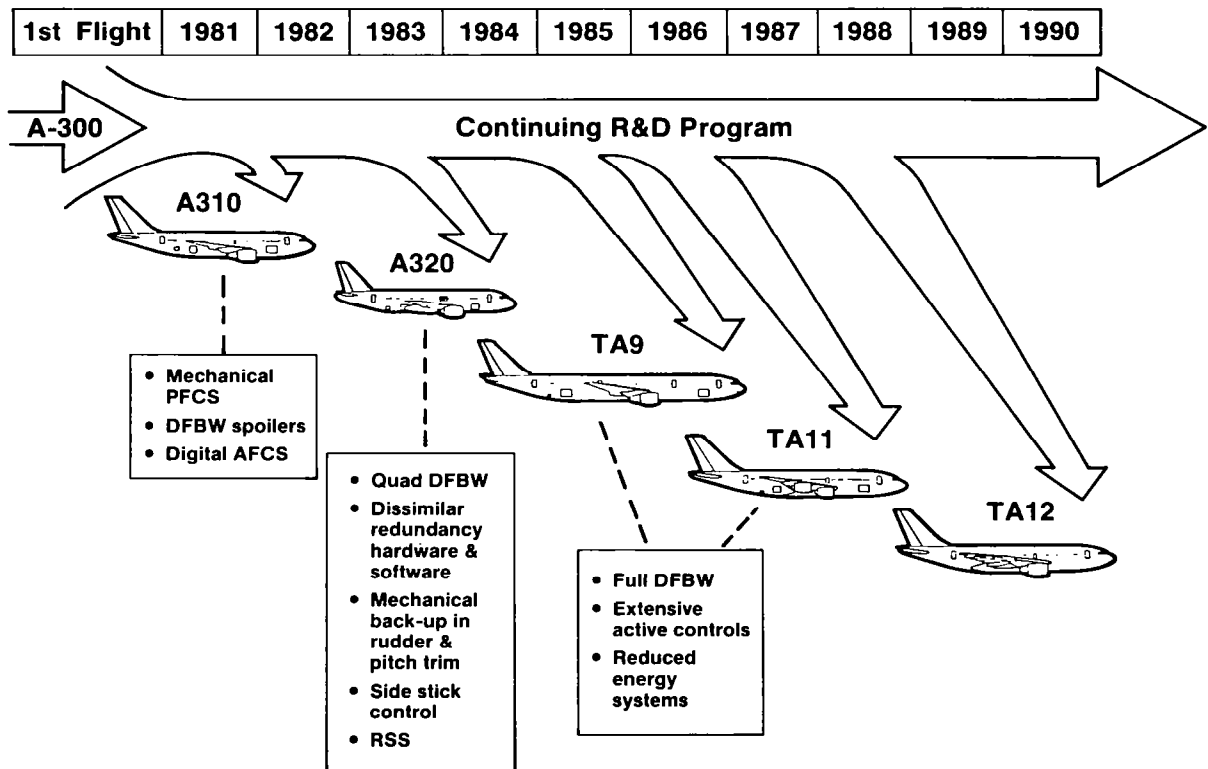 1st Flight 1981 1982 1983 1984 1985 1986 1987 1988 1989 1990
A-300
Continuing R&D Program
A310
A320
TA9
TA11
TA12
• Mechanical
PFCS
• DFBW spoilers
• Digital AFCS
• Quad DFBW
• Dissimilar
redundancy
hardware &
software
• Mechanical
back-up in
rudder &
pitch trim
• Side stick
control
• RSS
• Full DFBW
• Extensive
active controls
• Reduced
energy
systems